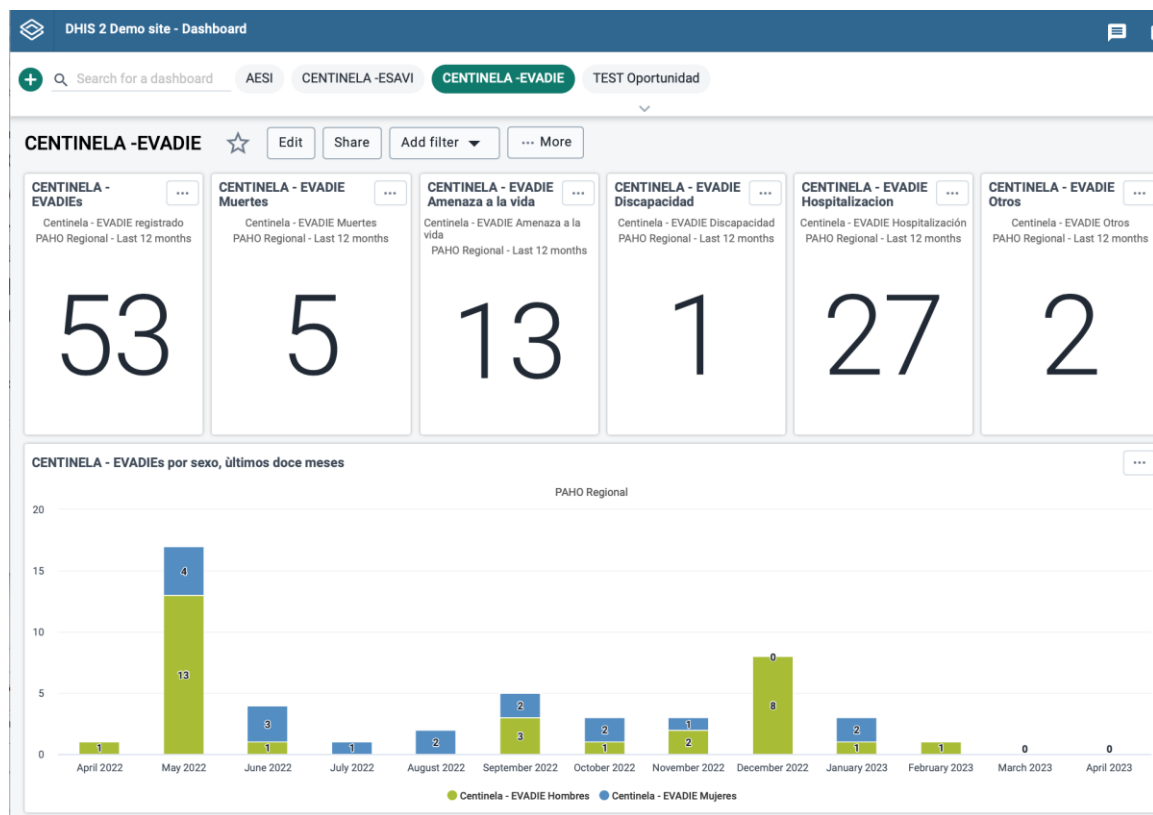 DHIS 2 Demo site - Dashboard
Search for a dashboard
AESI
CENTINELA -ESAVI
CENTINELA -EVADIE
TEST Oportunidad
CENTINELA -EVADIE
Edit
Share
Add filter
More
CENTINELA -
EVADIEs
Centinela - EVADIE registrado
PAHO Regional - Last 12 months
53
CENTINELA - EVADIE
Muertes
Centinela - EVADIE Muertes
PAHO Regional - Last 12 months
5
CENTINELA - EVADIE
Amenaza a la vida
Centinela - EVADIE Amenaza a la
vida
PAHO Regional - Last 12 months
13
CENTINELA - EVADIE
Discapacidad
Centinela - EVADIE Discapacidad
PAHO Regional - Last 12 months
1
CENTINELA - EVADIE
Hospitalizacion
Centinela - EVADIE Hospitalización
PAHO Regional - Last 12 months
27
CENTINELA - EVADIE
Otros
Centinela - EVADIE Otros
PAHO Regional - Last 12 months
2
CENTINELA - EVADIEs por sexo, ùltimos doce meses
PAHO Regional
20
15
10
5
0
1
4
13
3
1
1
2
2
3
2
1
1
2
0
8
2
1
1
0
0
April 2022
May 2022
June 2022
July 2022
August 2022
September 2022
October 2022
November 2022
December 2022
January 2023
February 2023
March 2023
April 2023
Centinela - EVADIE Hombres
Centinela - EVADIE Mujeres